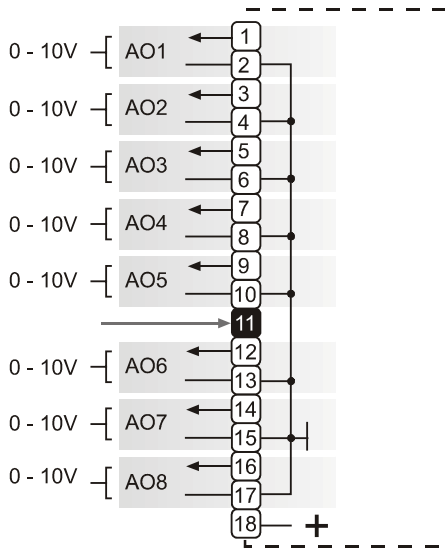 1
0 - 10V AO1
2
3
0 - 10V AO2
4
5
0 - 10V AO3
6
7
0 - 10V AO4
8
9
0 - 10V AO5
10
11
12
0 - 10V AO6
13
14
0 - 10V AO7
15
16
0 - 10V AO8
17
18 +